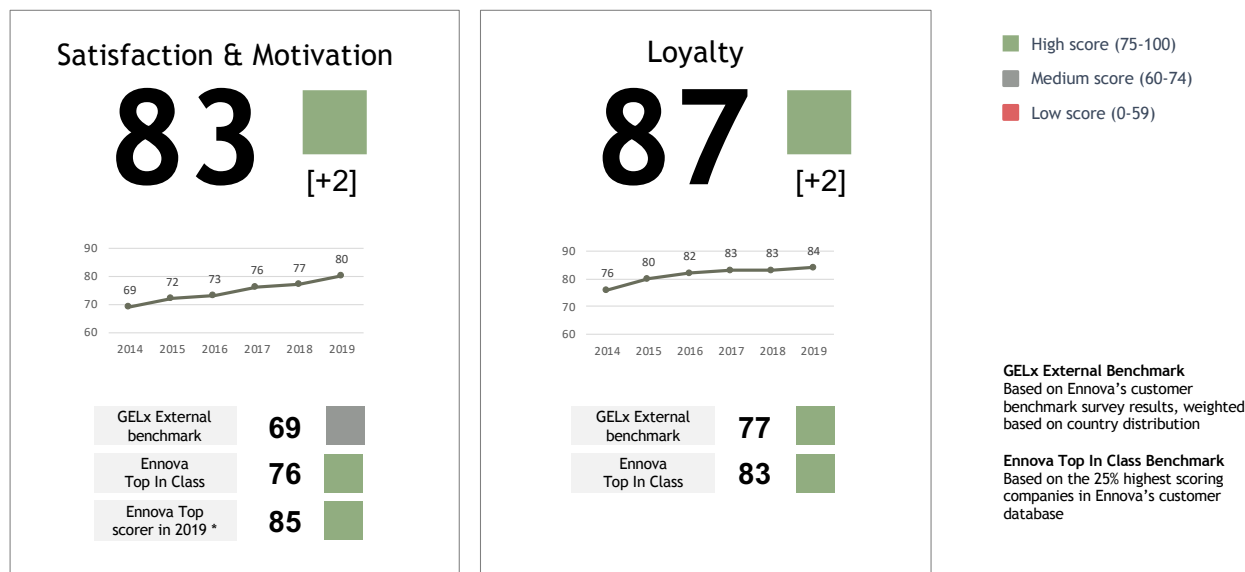 Satisfaction & Motivation
83
[+2]
90
80
70
60
69
72
73
76
77
80
2014 2015 2016 2017 2018 2019
GELx External
benchmark
69
Ennova
Top In Class
76
Ennova Top
scorer in 2019 *
85
Loyalty
87
[+2]
90
80
70
60
76
80
82
83
83
84
2014 2015 2016 2017 2018 2019
GELx External
benchmark
77
Ennova
Top In Class
83
High score (75-100)
Medium score (60-74)
Low score (0-59)
GELx External Benchmark
Based on Ennova’s customer
benchmark survey results, weighted
based on country distribution
Ennova Top In Class Benchmark
Based on the 25% highest scoring
companies in Ennova’s customer
database